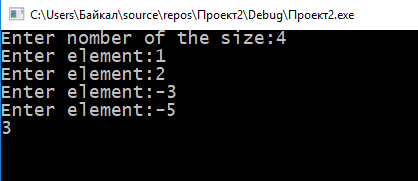 C:\Users\Байкал\source\repos\Проект2\Debug\Проект2.exe
Enter nomber of the size:4
Enter element:1
Enter element:2
Enter element:-3
Enter element:-5
3